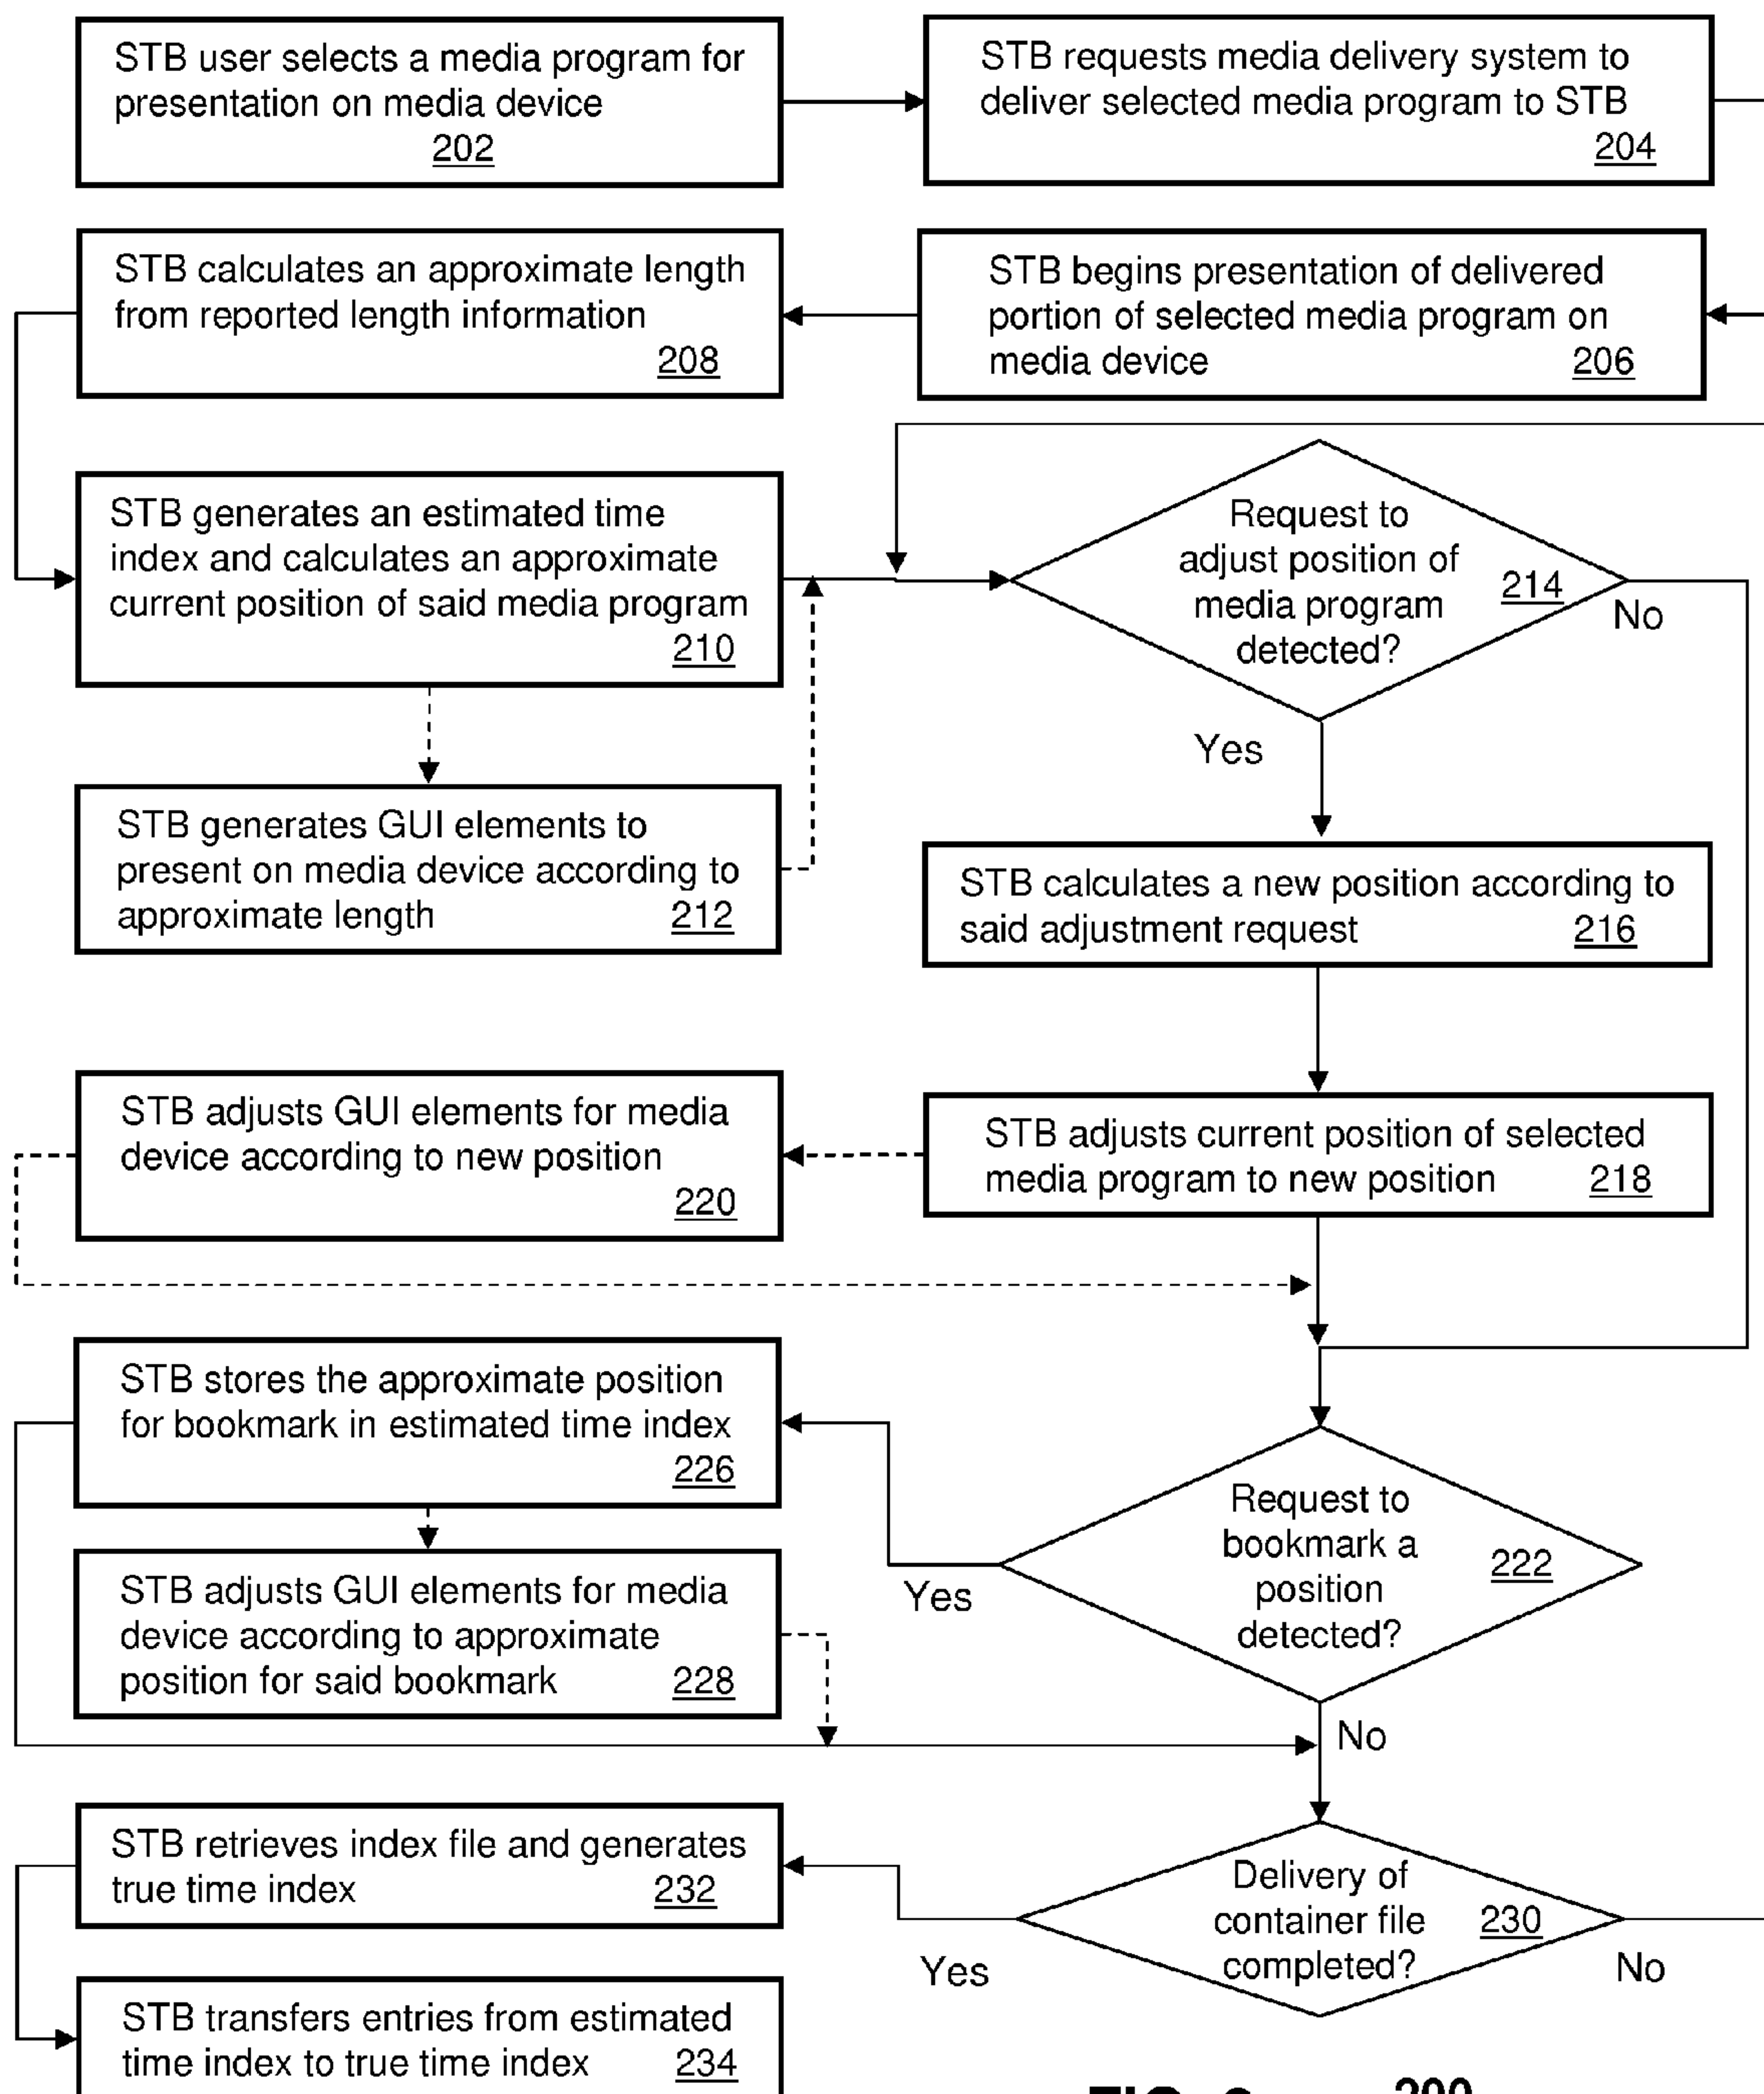 STB user selects a media program for
presentation on media device
202
STB requests media delivery system to
deliver selected media program to STB
204
STB begins presentation of delivered
portion of selected media program on
media device 206
STB calculates an approximate length
from reported length information
208
STB generates an estimated time
index and calculates an approximate
current position of said media program
210
STB generates GUI elements to
present on media device according to
approximate length 212
Request to
adjust position of
media program
detected?
214
No
Yes
STB calculates a new position according to
said adjustment request 216
STB adjusts current position of selected
media program to new position 218
STB adjusts GUI elements for media
device according to new position
220
Request to
bookmark a
position
detected?
222
Yes
No
STB stores the approximate position
for bookmark in estimated time index
226
STB adjusts GUI elements for media
device according to approximate
position for said bookmark 228
Delivery of
container file
completed?
230
Yes
No
STB retrieves index file and generates
true time index 232
STB transfers entries from estimated
time index to true time index 234